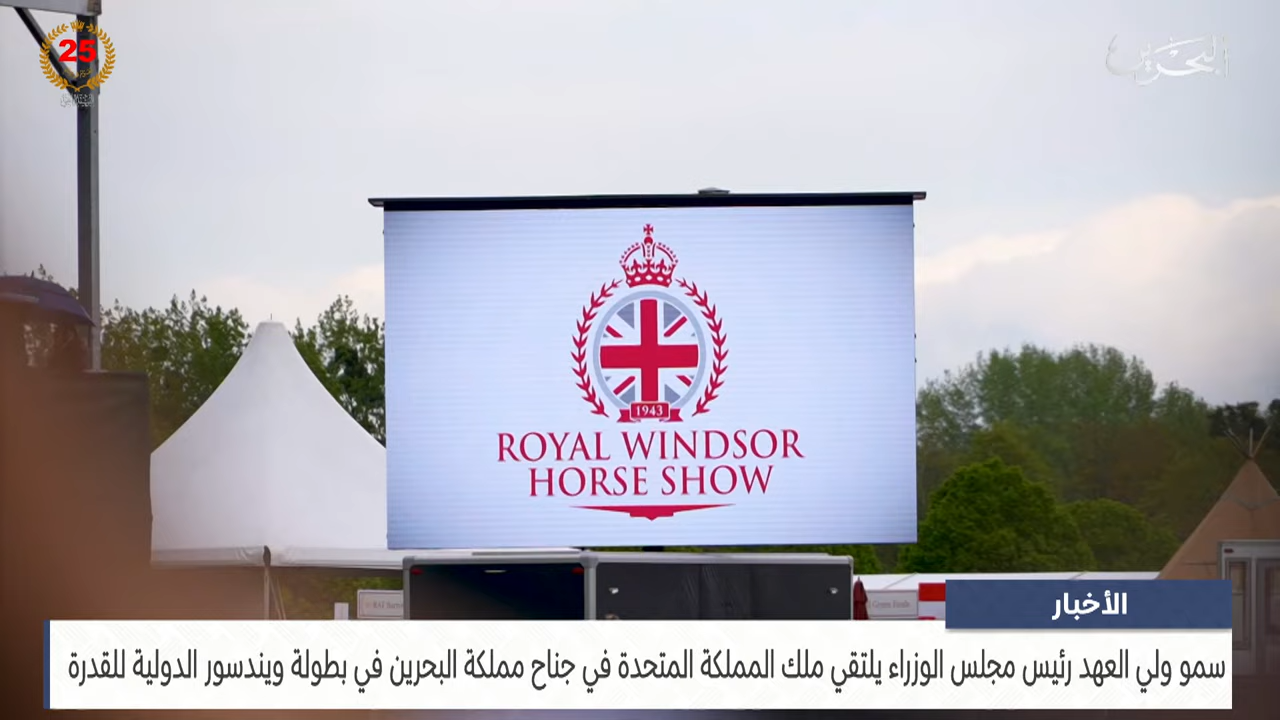 25
البحرين
1943
ROYAL WINDSOR
HORSE SHOW
الأخبار
سمو ولي العهد رئيس مجلس الوزراء يلتقي ملك المملكة المتحدة في جناح مملكة البحرين في بطولة ويندسور الدولية للقدرة